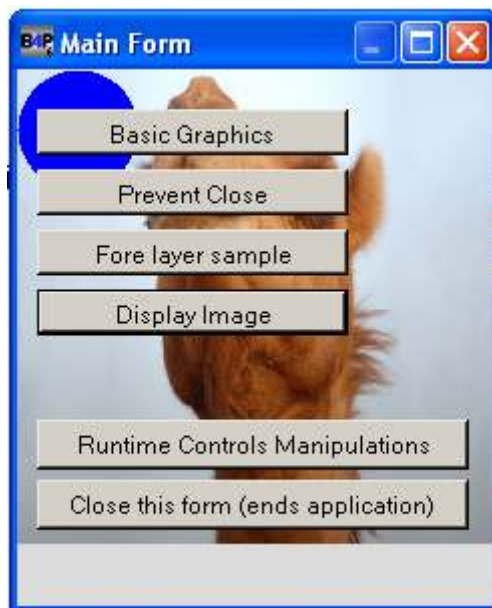 B4P Main Form
Basic Graphics
Prevent Close
Fore layer sample
Display Image
Runtime Controls Manipulations
Close this form (ends application)